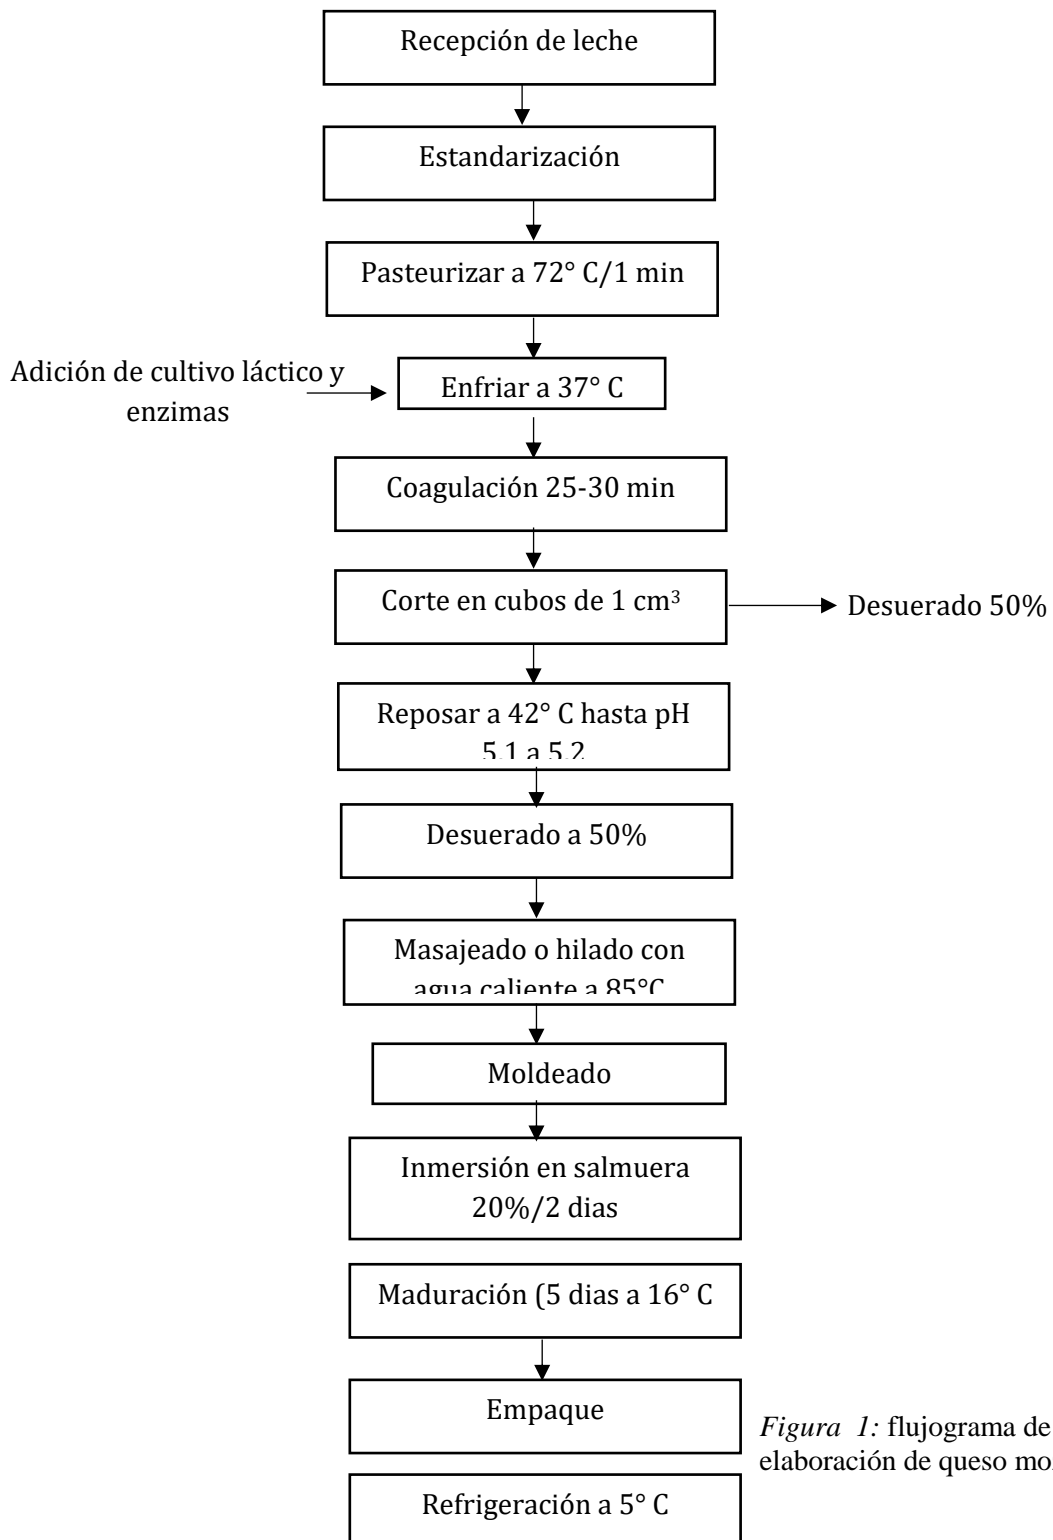 Recepción de leche
Estandarización
Pasteurizar a 72° C/1 min
Adición de cultivo láctico y
enzimas
Enfriar a 37° C
Coagulación 25-30 min
Corte en cubos de 1 cm³
Desuerado 50%
Reposar a 42° C hasta pH
5.1 a 5.2
Desuerado a 50%
Masajeado o hilado con
agua caliente a 85°C
Moldeado
Inmersión en salmuera
20%/2 dias
Maduración (5 dias a 16° C
Empaque
Figura 1: flujograma de
elaboración de queso
Refrigeración a 5° C